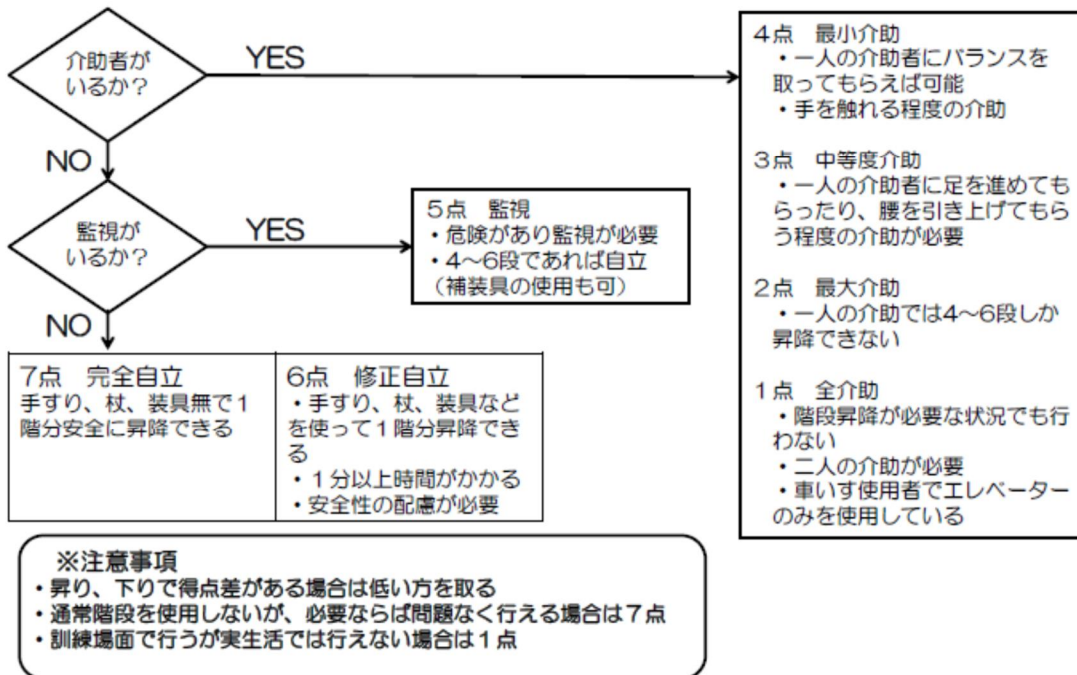 介助者が
いるか？
YES
NO
監視が
いるか？
YES
NO
5点　監視
・危険があり監視が必要
・4～6段であれば自立
（補装具の使用も可）
7点　完全自立
手すり、杖、装具無で1
階分安全に昇降できる
6点　修正自立
・手すり、杖、装具などを
使って1階分昇降でき
る
・1分以上時間がかかる
・安全性の配慮が必要
4点　最小介助
・一人の介助者にバランスを
取ってもらえば可能
・手を触れる程度の介助
3点　中等度介助
・一人の介助者に足を進めても
らったり、腰を引き上げてもら
う程度の介助が必要
2点　最大介助
・一人の介助では4～6段しか
昇降できない
1点　全介助
・階段昇降が必要な状況でも行
わない
・二人の介助が必要
・車いす使用者でエレベーター
のみを使用している
※注意事項
・昇り、下りで得点差がある場合は低い方を取る
・通常階段を使用しないが、必要ならば問題なく行える場合は7点
・訓練場面で行うが実生活では行えない場合は1点